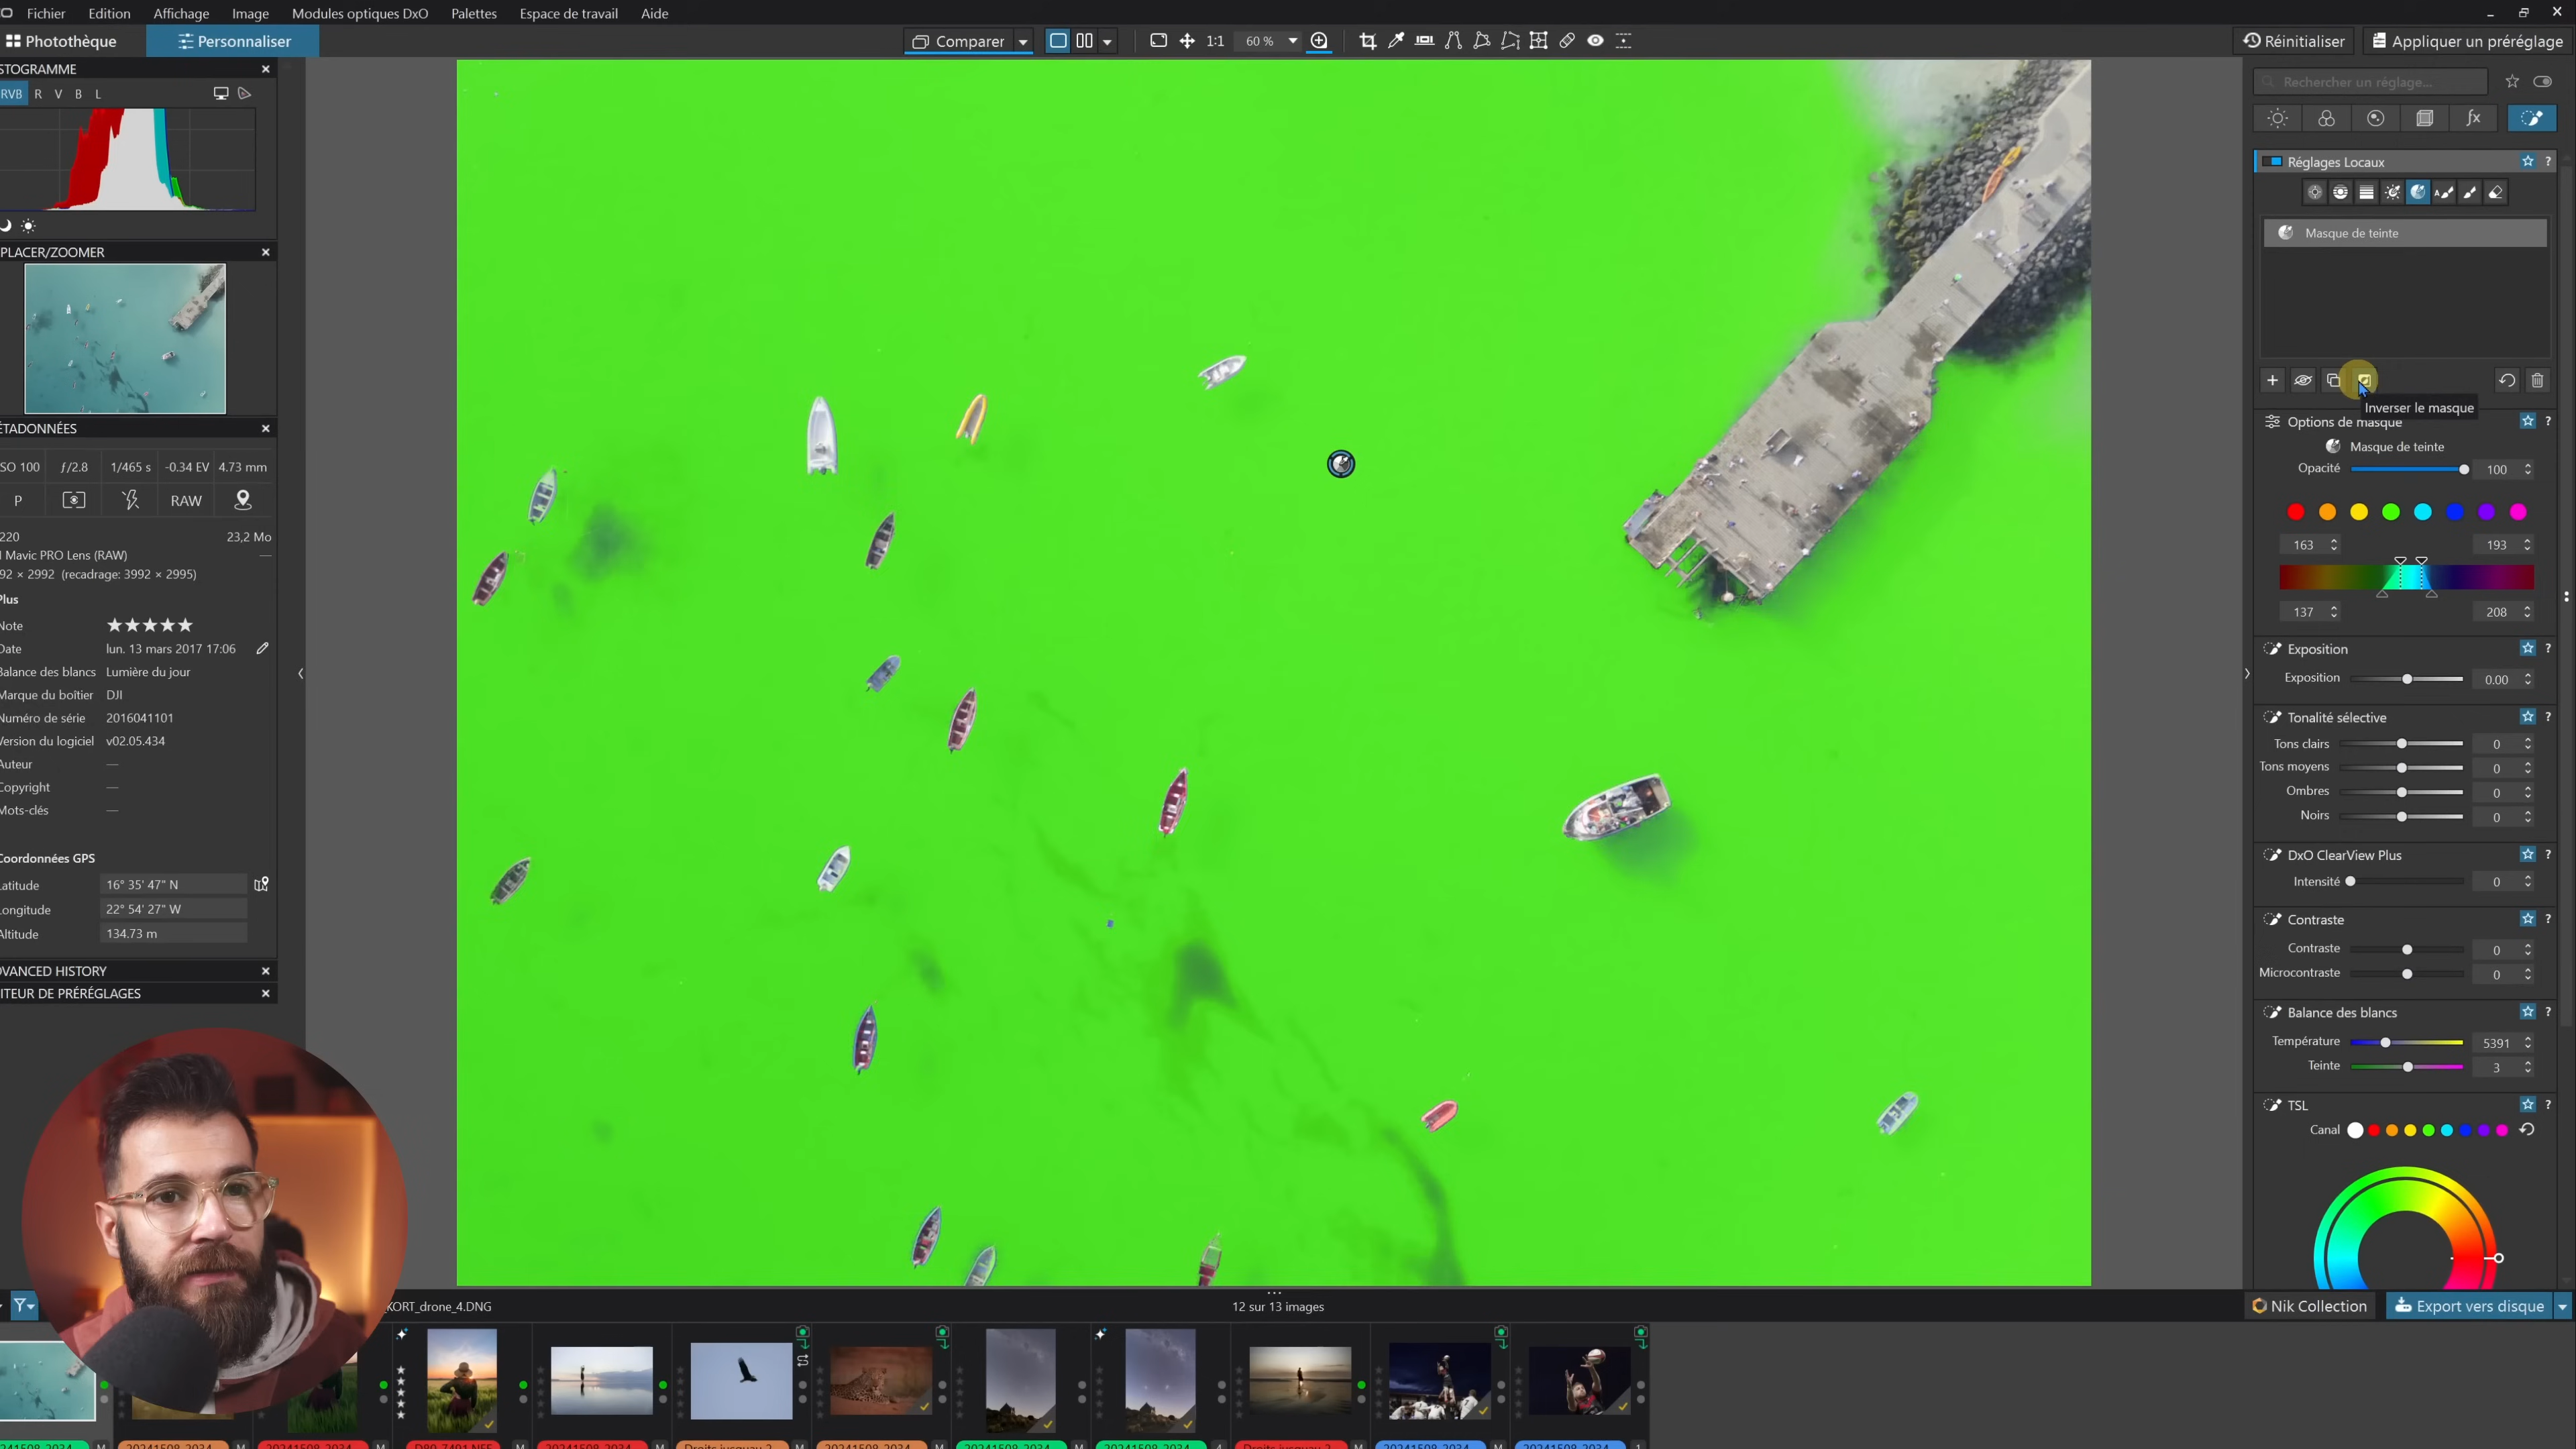 Fichier Edition Affichage Image Modules optiques DxO Palettes Espace de travail Aide
Photothèque Personnaliser Comparer 1:1 60 % Réinitialiser Appliquer un préréglage
STOGRAMME
RVB R V B L
PLACER/ZOOMER
ÉTADONNÉES
SO 100 ƒ/2.8 1/465 s -0.34 EV 4.73 mm
P RAW
220 23,2 Mo
I Mavic PRO Lens (RAW) —
92 × 2992 (recadrage: 3992 × 2995)
Plus
Note ★★★★★
Date lun. 13 mars 2017 17:06
Balance des blancs Lumière du jour
Marque du boîtier DJI
Numéro de série 2016041101
Version du logiciel v02.05.434
Auteur —
Copyright —
Mots-clés —
Coordonnées GPS
Latitude 16° 35' 47" N
Longitude 22° 54' 27" W
Altitude 134.73 m
DVANCED HISTORY
ITEUR DE PRÉRÉGLAGES
Rechercher un réglage...
fx
Réglages Locaux ?
Masque de teinte
Inverser le masque
Options de masque ?
Masque de teinte
Opacité 100
163 193
137 208
Exposition ?
Exposition 0.00
Tonalité sélective ?
Tons clairs 0
Tons moyens 0
Ombres 0
Noirs 0
DxO ClearView Plus ?
Intensité 0
Contraste ?
Contraste 0
Microcontraste 0
Balance des blancs ?
Température 5391
Teinte 3
TSL ?
Canal
KORT_drone_4.DNG 12 sur 13 images Nik Collection Export vers disque